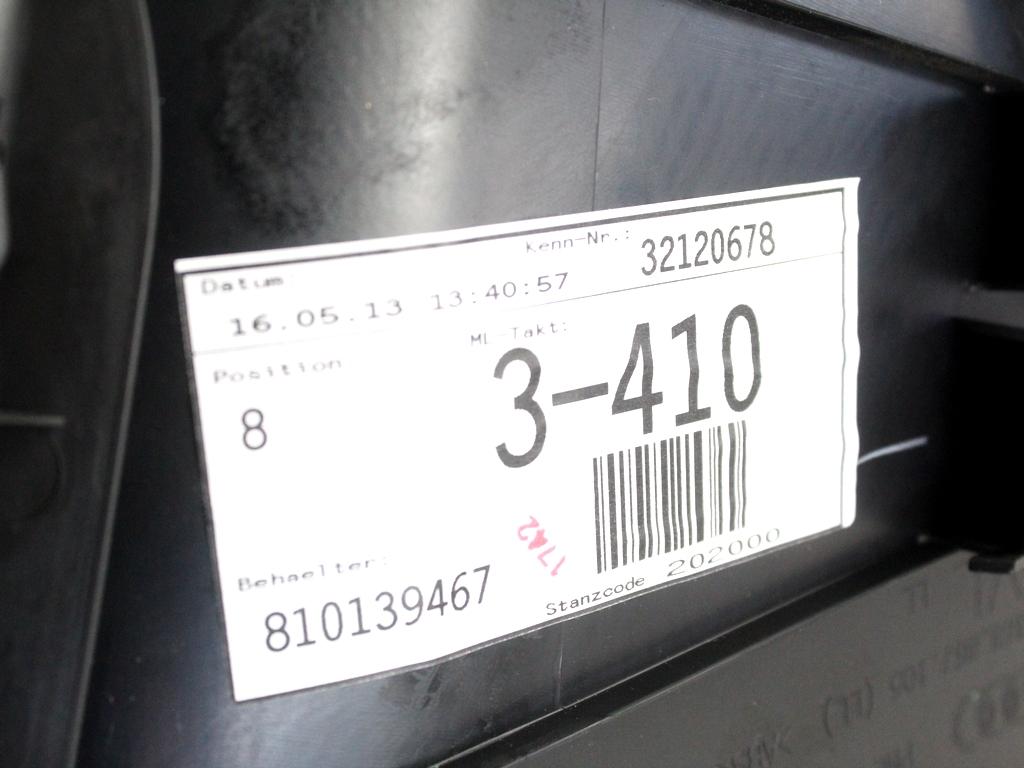 Datum:
Kenn-Nr.: 32120678
16.05.13 13:40:57
Position
ML-Takt:
8
3-410
1742
Behaelter:
810139467
Stanzcode 202000